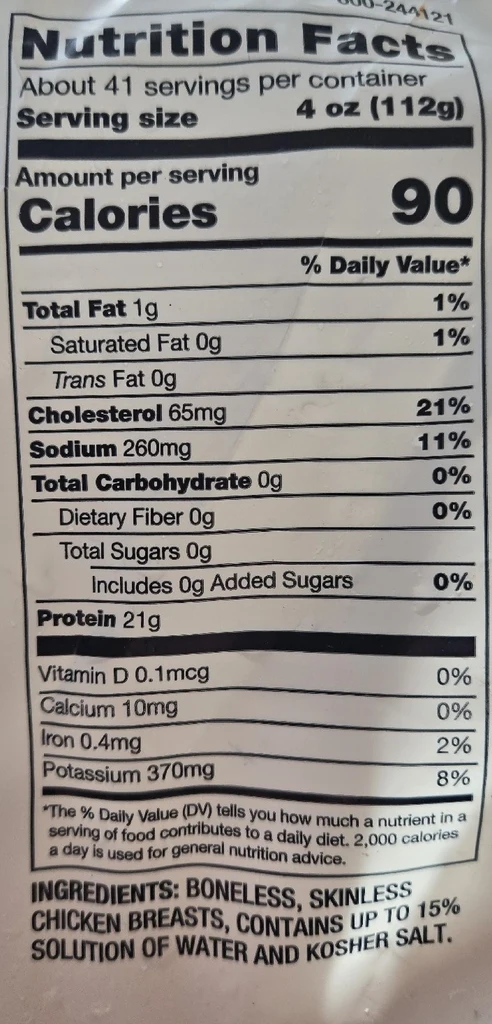 Nutrition Facts
About 41 servings per container
Serving size 4 oz (112g)
Amount per serving
Calories 90
% Daily Value*
Total Fat 1g 1%
Saturated Fat 0g 1%
Trans Fat 0g
Cholesterol 65mg 21%
Sodium 260mg 11%
Total Carbohydrate 0g 0%
Dietary Fiber 0g 0%
Total Sugars 0g
Includes 0g Added Sugars 0%
Protein 21g
Vitamin D 0.1mcg 0%
Calcium 10mg 0%
Iron 0.4mg 2%
Potassium 370mg 8%
*The % Daily Value (DV) tells you how much a nutrient in a
serving of food contributes to a daily diet. 2,000 calories
a day is used for general nutrition advice.
INGREDIENTS: BONELESS, SKINLESS
CHICKEN BREASTS, CONTAINS UP TO 15%
SOLUTION OF WATER AND KOSHER SALT.